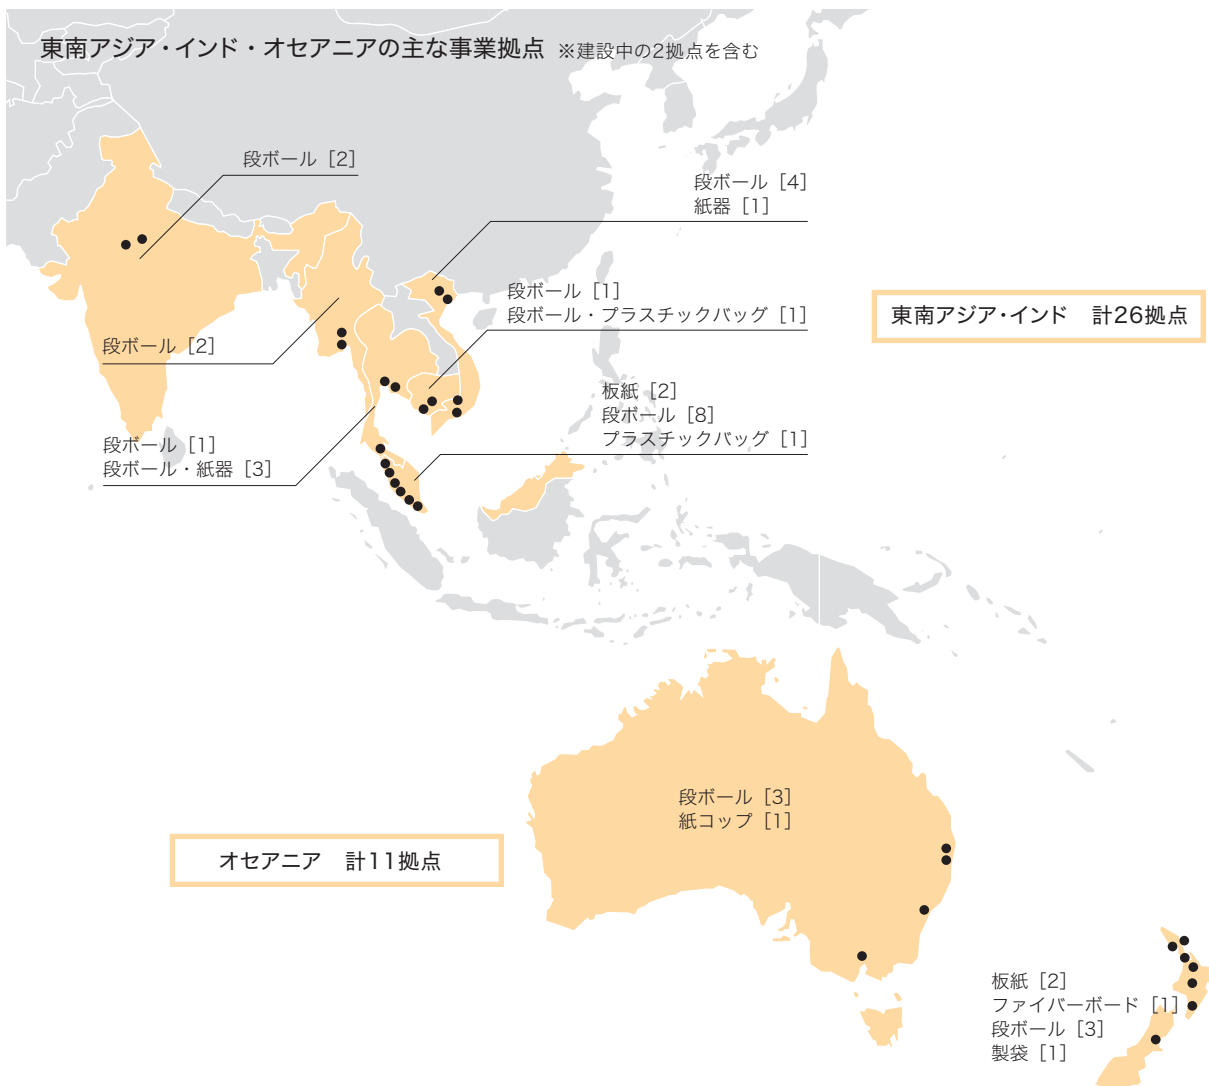 東南アジア・インド・オセアニアの主な事業拠点 ※建設中の2拠点を含む
段ボール［2］
段ボール［4］
紙器［1］
段ボール［1］
段ボール・プラスチックバッグ［1］
東南アジア・インド　計26拠点
段ボール［2］
板紙［2］
段ボール［8］
プラスチックバッグ［1］
段ボール［1］
段ボール・紙器［3］
段ボール［3］
紙コップ［1］
オセアニア　計11拠点
板紙［2］
ファイバーボード［1］
段ボール［3］
製袋［1］